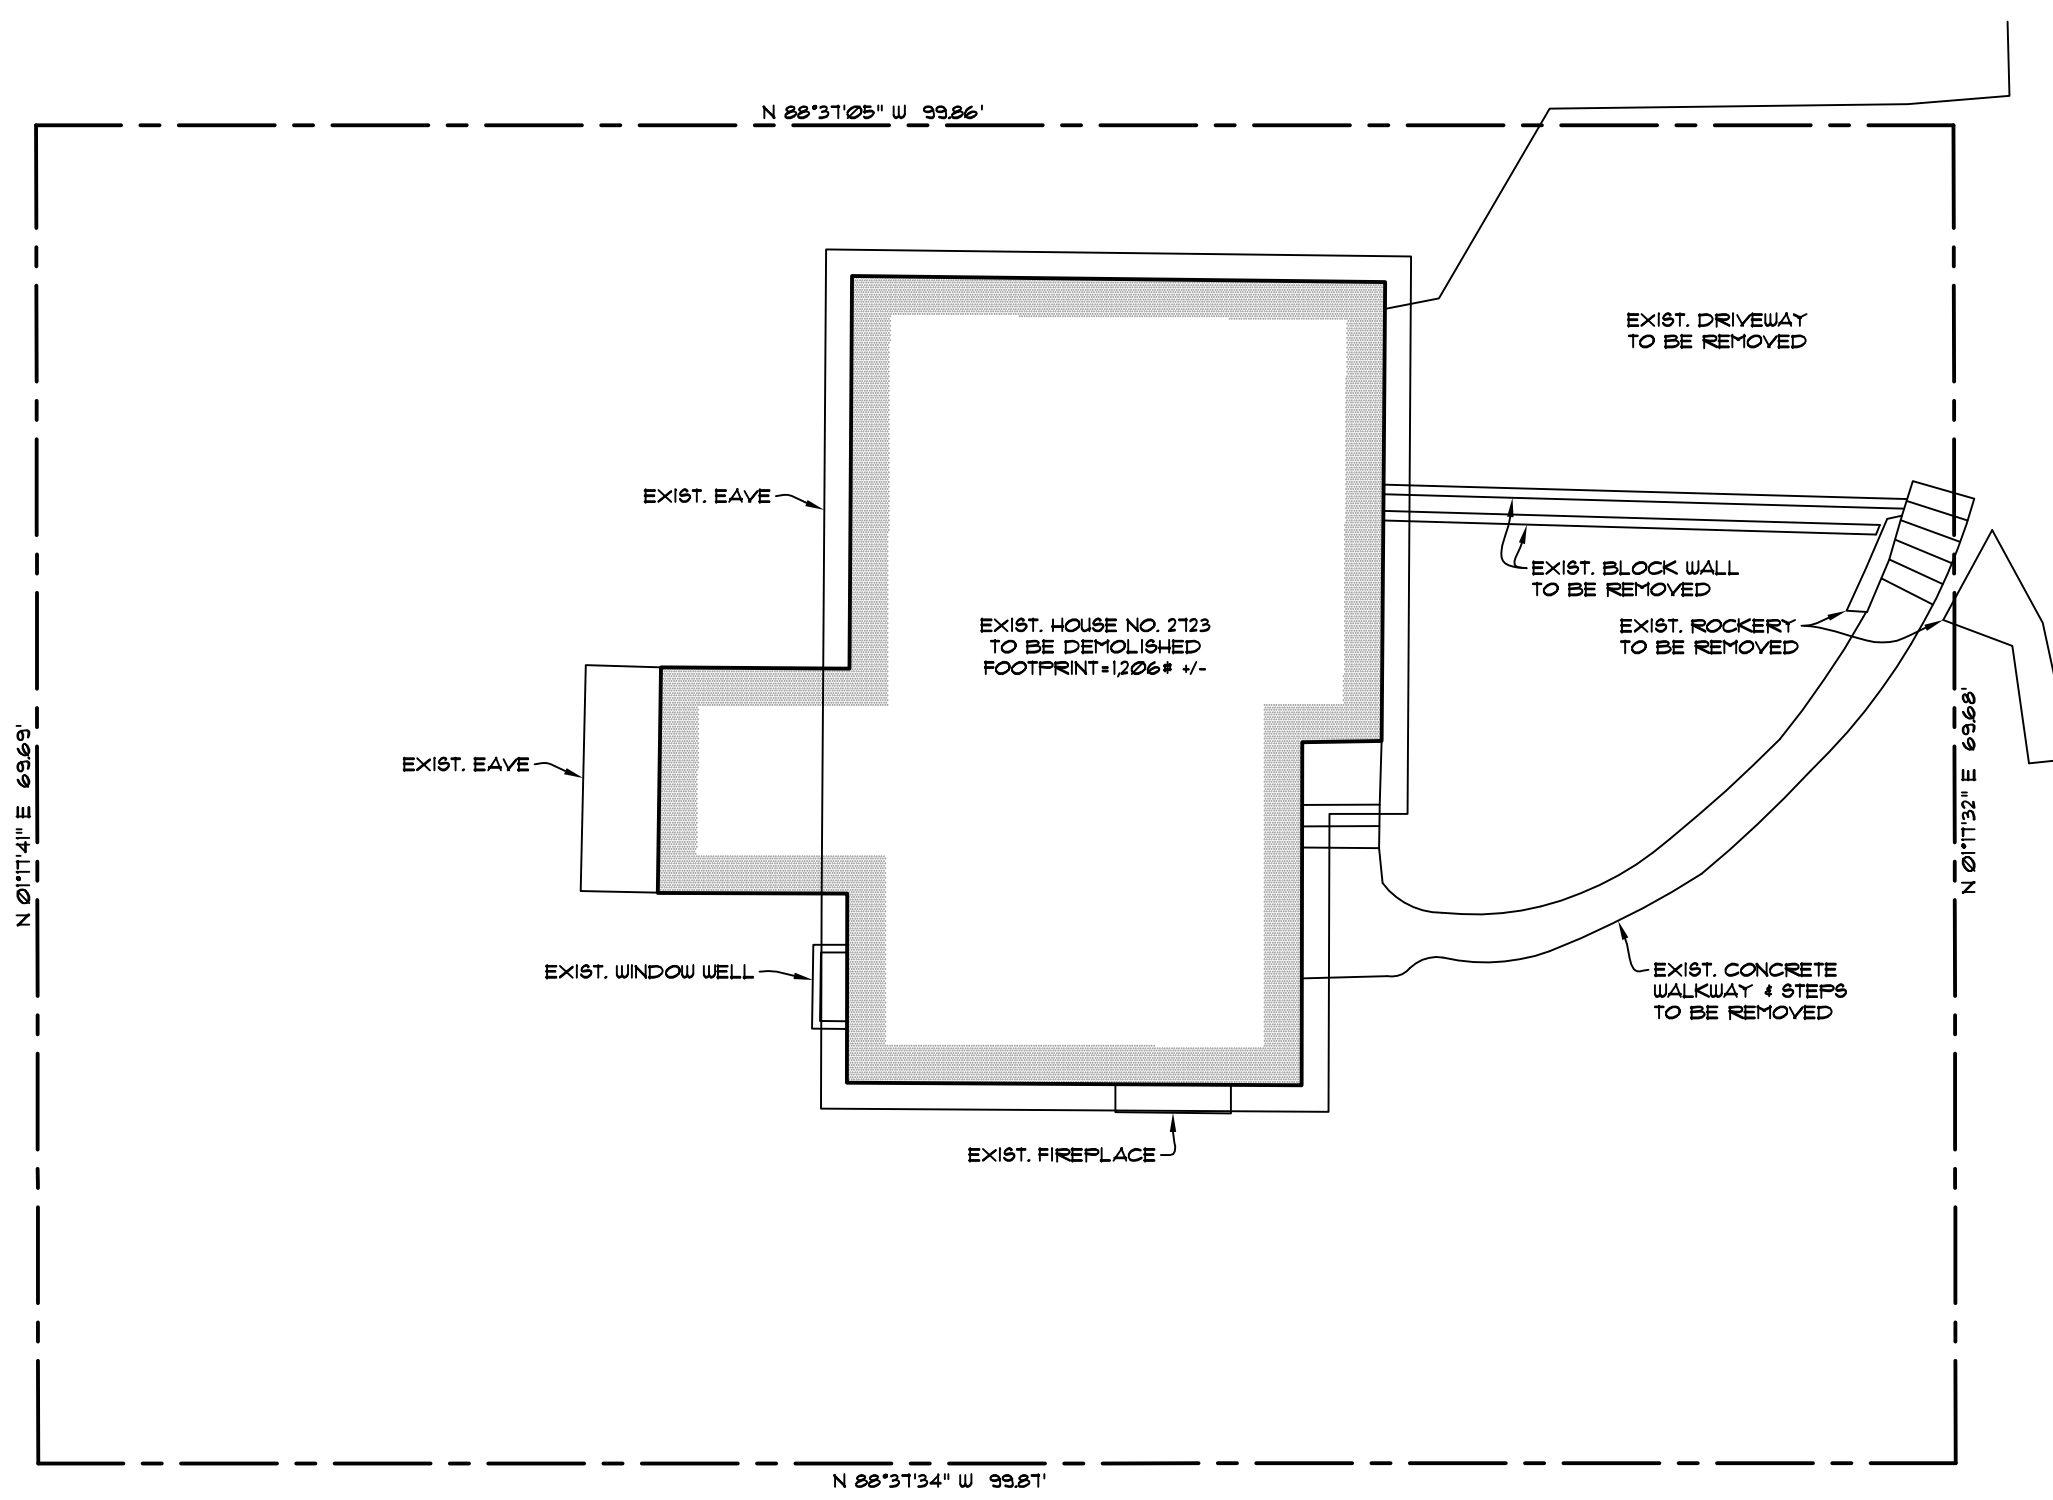 N 88°37'05" W 99.86'
EXIST. DRIVEWAY
TO BE REMOVED
EXIST. EAVE
EXIST. BLOCK WALL
TO BE REMOVED
EXIST. HOUSE NO. 2723
TO BE DEMOLISHED
FOOTPRINT=1,206# +/-
EXIST. ROCKERY
TO BE REMOVED
N 01°17'41" E 69.69'
N 01°17'32" E 69.68'
EXIST. EAVE
EXIST. WINDOW WELL
EXIST. CONCRETE
WALKWAY & STEPS
TO BE REMOVED
EXIST. FIREPLACE
N 88°37'34" W 99.87'